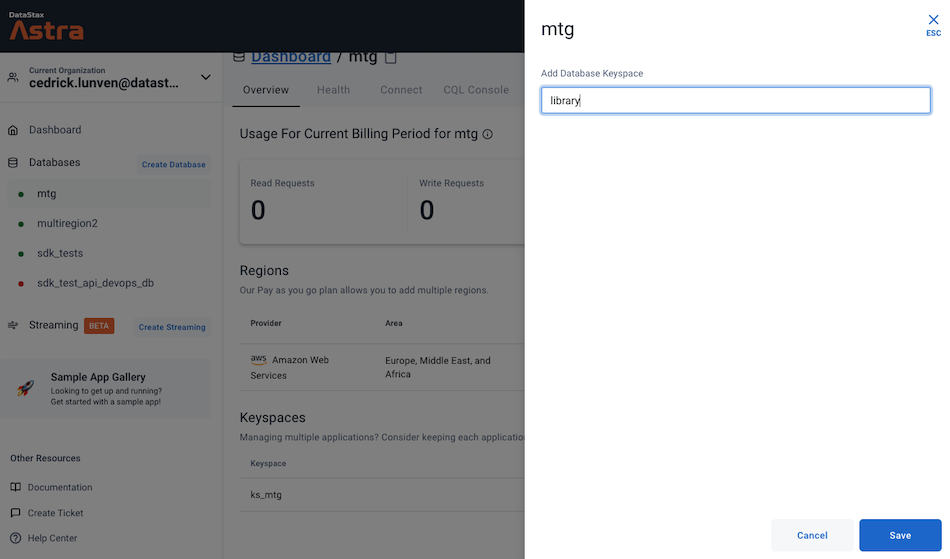 DataStax
Astra
Current Organization
cedrick.lunven@datast...
Dashboard
Databases
Create Database
mtg
multiregion2
sdk_tests
sdk_test_api_devops_db
Streaming
BETA
Create Streaming
Sample App Gallery
Looking to get up and running?
Get started with a sample app!
Other Resources
Documentation
Create Ticket
Help Center
Dashboard / mtg
Overview
Health
Connect
CQL Console
Usage For Current Billing Period for mtg
Read Requests
0
Write Requests
0
Regions
Our Pay as you go plan allows you to add multiple regions.
Provider
Area
aws Amazon Web
Services
Europe, Middle East, and
Africa
Keyspaces
Managing multiple applications? Consider keeping each applicatio
Keyspace
ks_mtg
mtg
ESC
Add Database Keyspace
library
Cancel
Save